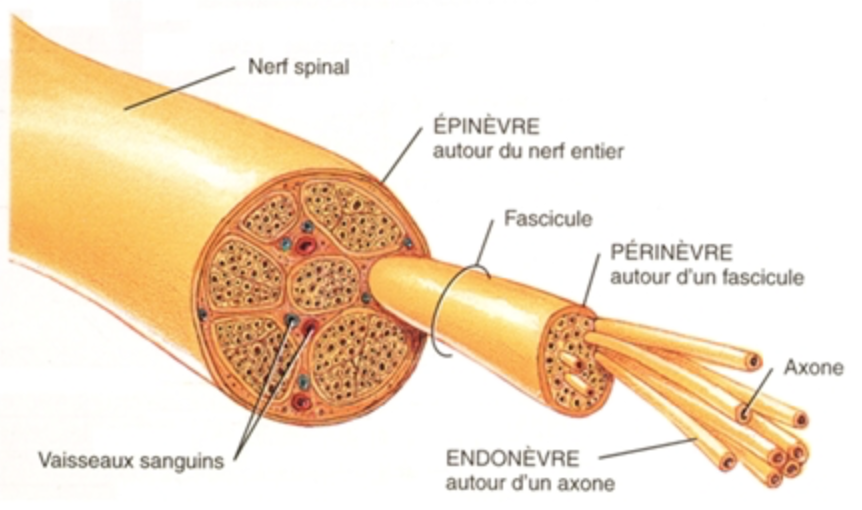 Nerf spinal
ÉPINÈVRE
autour du nerf entier
Fascicule
PÉRINÈVRE
autour d'un fascicule
Axone
Vaisseaux sanguins
ENDONÈVRE
autour d'un axone